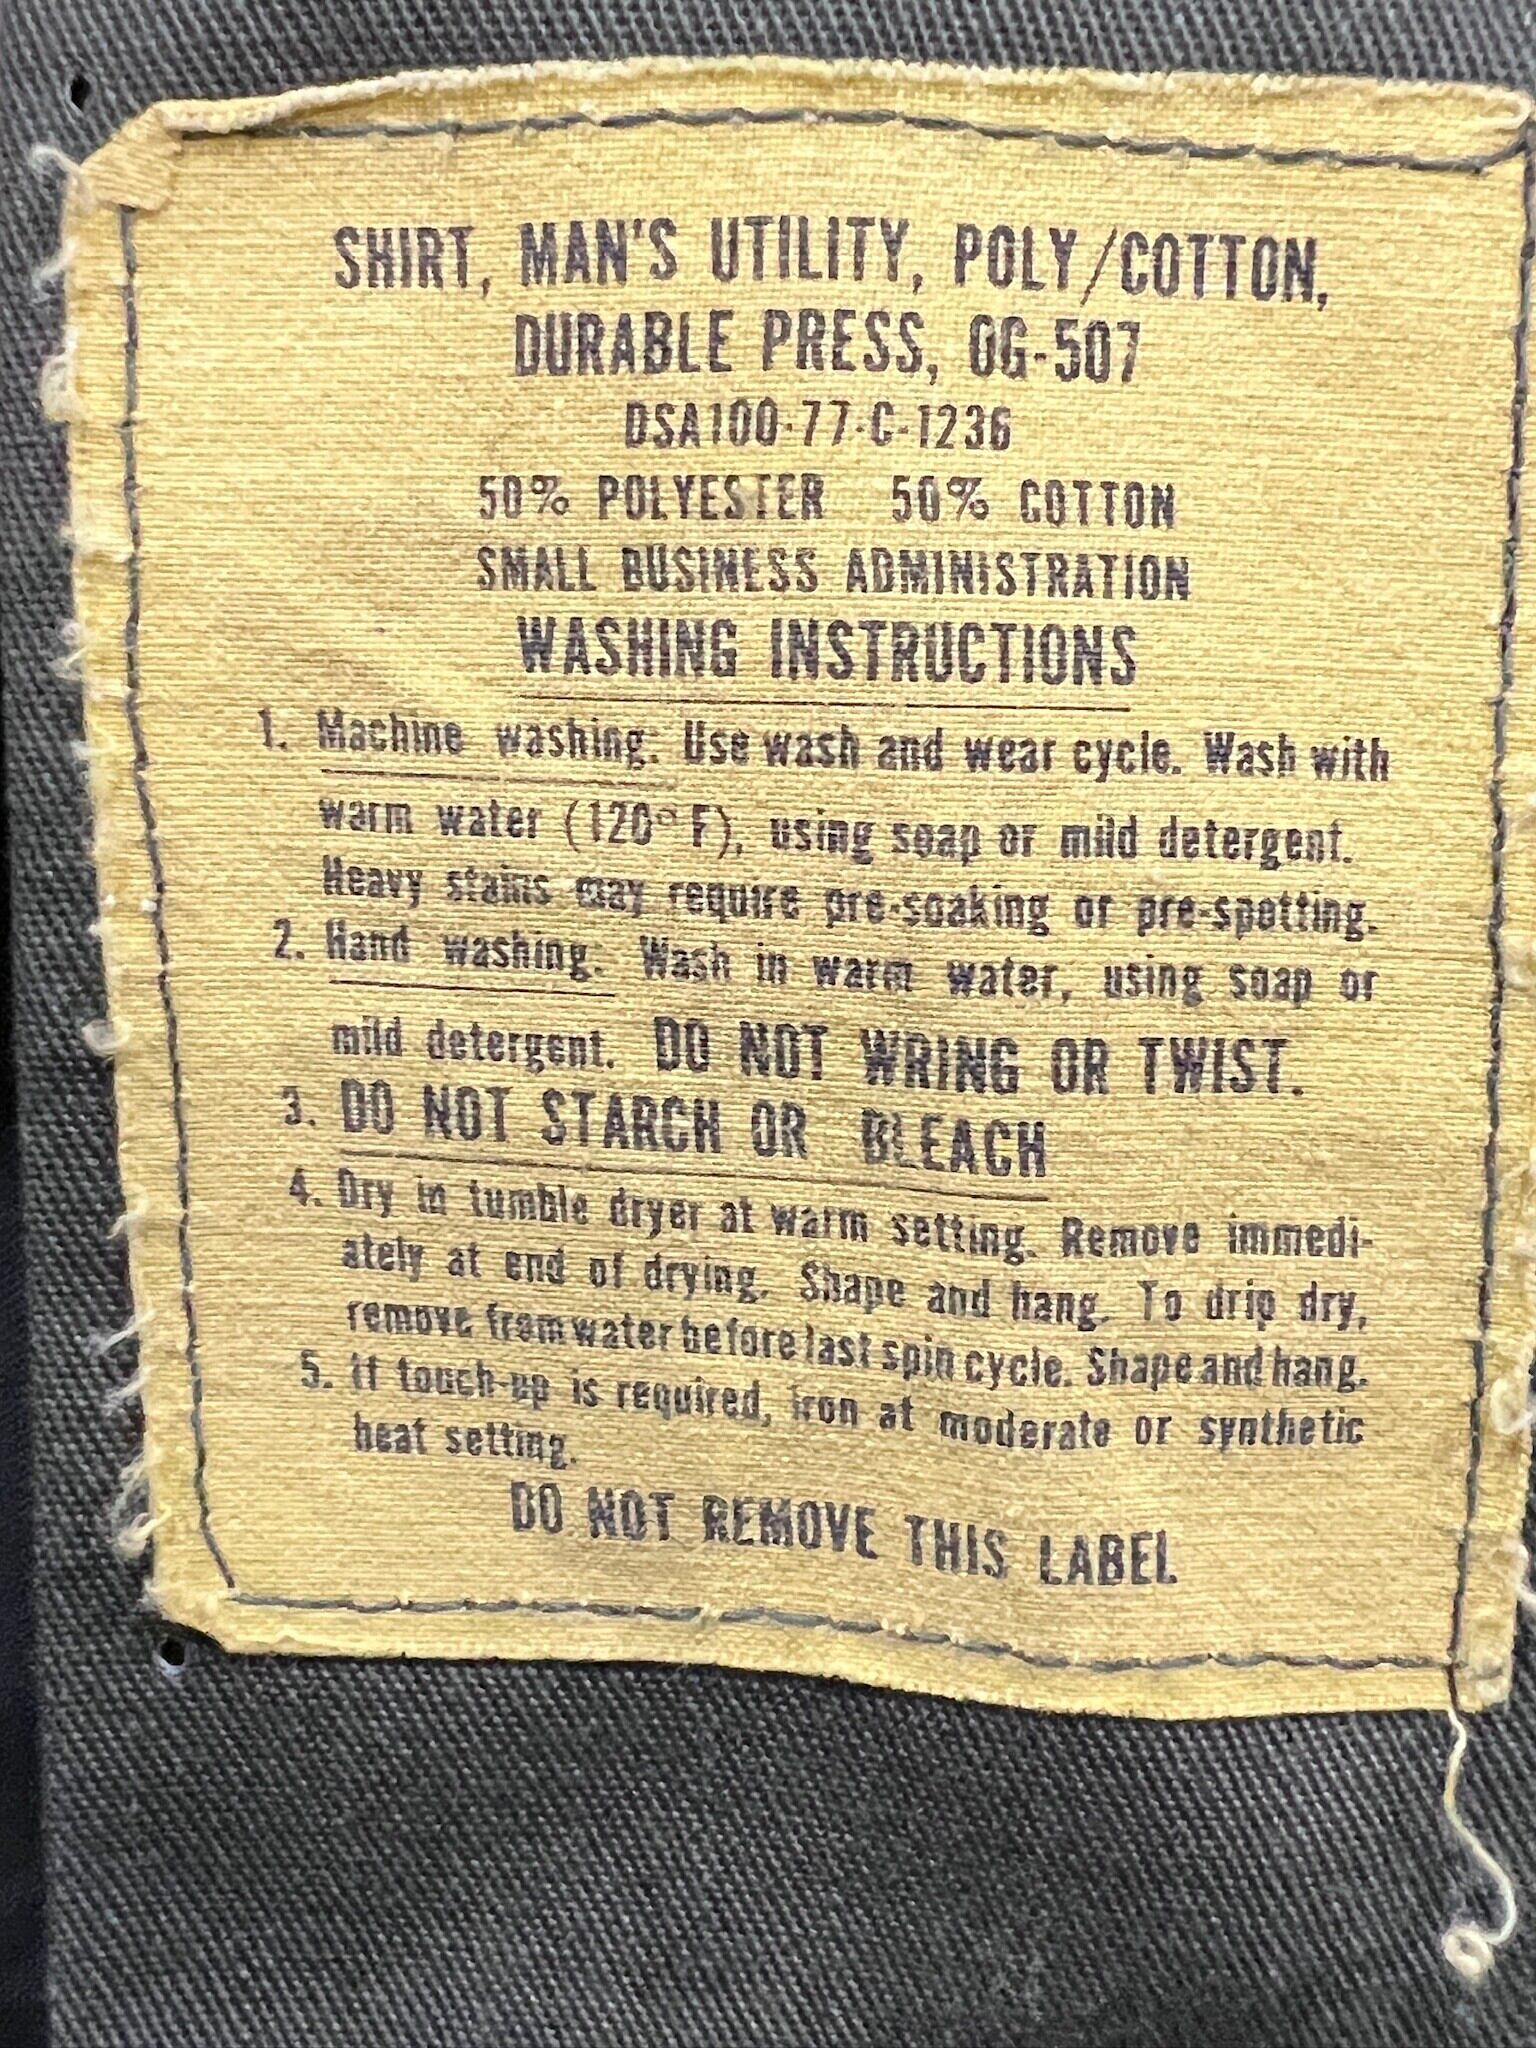 SHIRT, MAN'S UTILITY, POLY/COTTON,
DURABLE PRESS, OG-507
DSA100-77-C-1236
50% POLYESTER 50% COTTON
SMALL BUSINESS ADMINISTRATION
WASHING INSTRUCTIONS
1. Machine washing: Use wash and wear cycle. Wash with
warm water (120° F), using soap or mild detergent.
Heavy stains may require pre-soaking or pre-spotting.
2. Hand washing: Wash in warm water, using soap or
mild detergent. DO NOT WRING OR TWIST.
3. DO NOT STARCH OR BLEACH
4. Dry in tumble dryer at warm setting. Remove immedi-
ately at end of drying. Shape and hang. To drip dry,
remove from water before last spin cycle. Shape and hang.
5. If touch-up is required, iron at moderate or synthetic
heat setting.
DO NOT REMOVE THIS LABEL